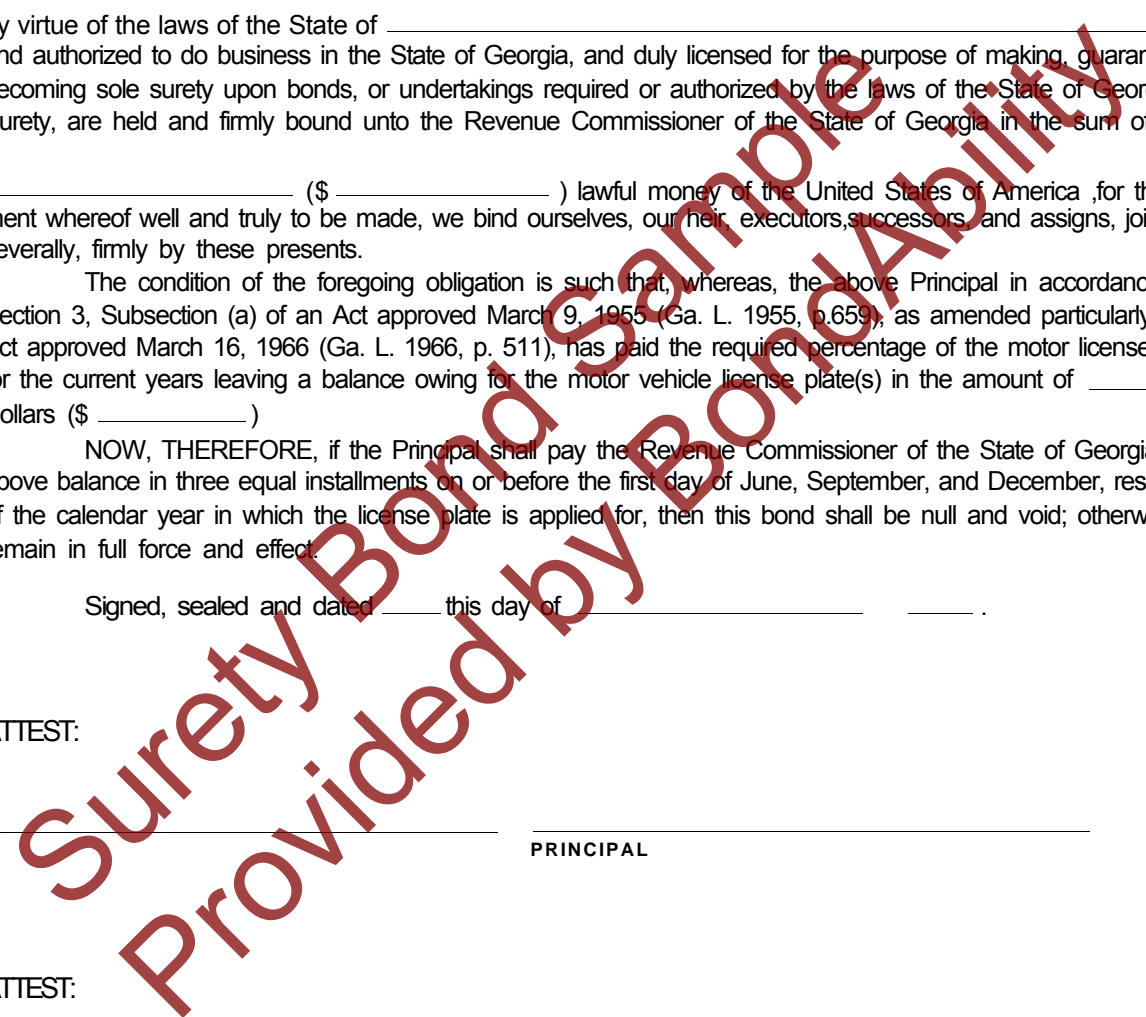 y virtue of the laws of the State of
nd authorized to do business in the State of Georgia, and duly licensed for the purpose of making, guaran
ecoming sole surety upon bonds, or undertakings required or authorized by the laws of the State of Geor
urety, are held and firmly bound unto the Revenue Commissioner of the State of Georgia in the sum of
($ ) lawful money of the United States of America ,for th
ent whereof well and truly to be made, we bind ourselves, our heir, executors,successors, and assigns, joi
everally, firmly by these presents.
The condition of the foregoing obligation is such that, whereas, the above Principal in accordanc
ection 3, Subsection (a) of an Act approved March 9, 1955 (Ga. L. 1955, p.659), as amended particularly
ct approved March 16, 1966 (Ga. L. 1966, p. 511), has paid the required percentage of the motor license
or the current years leaving a balance owing for the motor vehicle license plate(s) in the amount of
ollars ($ )
NOW, THEREFORE, if the Principal shall pay the Revenue Commissioner of the State of Georgia
bove balance in three equal installments on or before the first day of June, September, and December, res
f the calendar year in which the license plate is applied for, then this bond shall be null and void; otherw
emain in full force and effect.
Signed, sealed and dated this day of .
TTEST:
PRINCIPAL
TTEST:
Surety Bond Sample
Provided by BondAbility